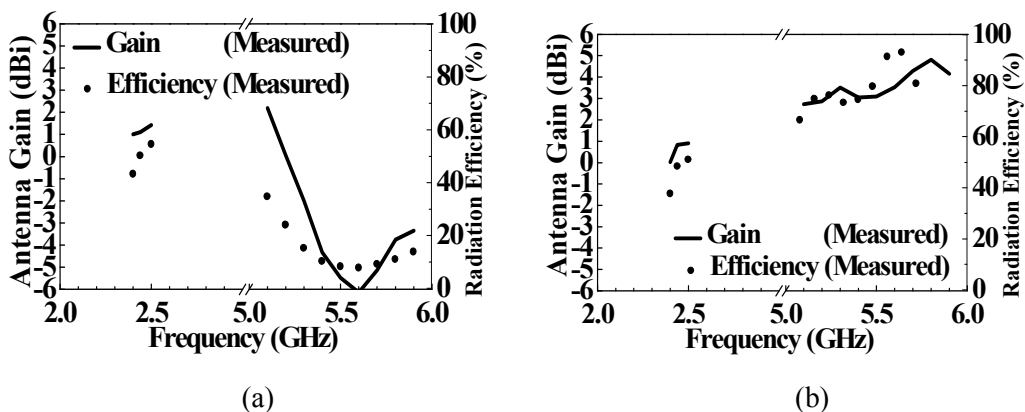 6
5
4
3
2
1
0
-1
-2
-3
-4
-5
-6
Antenna Gain (dBi)
Gain (Measured)
Efficiency (Measured)
100
80
60
40
20
0
Radiation Efficiency (%)
2.0 2.5 5.0 5.5 6.0
Frequency (GHz)
(a)
6
5
4
3
2
1
0
-1
-2
-3
-4
-5
-6
Antenna Gain (dBi)
Gain (Measured)
Efficiency (Measured)
100
80
60
40
20
0
Radiation Efficiency (%)
2.0 2.5 5.0 5.5 6.0
Frequency (GHz)
(b)